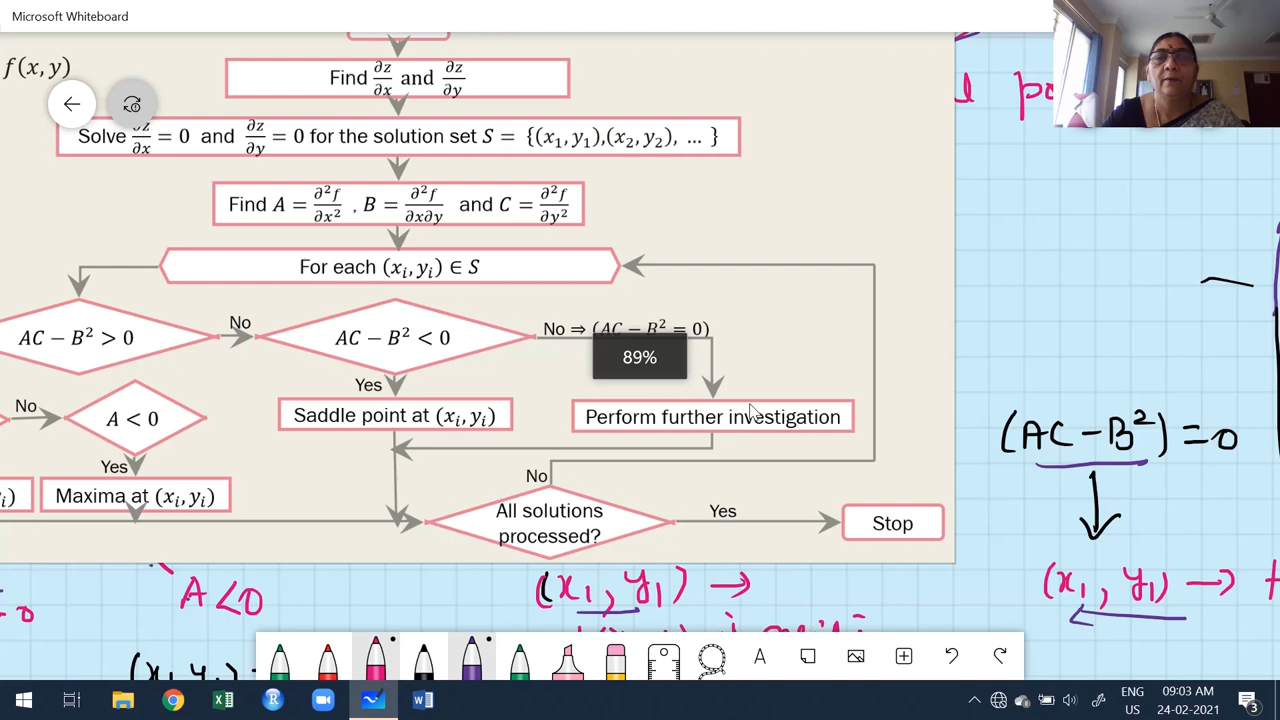 Microsoft Whiteboard
f(x, y)
Find ∂z/∂x and ∂z/∂y
Solve ∂z/∂x = 0 and ∂z/∂y = 0 for the solution set S = {(x₁, y₁),(x₂, y₂), … }
Find A = ∂²f/∂x² , B = ∂²f/∂x∂y and C = ∂²f/∂y²
For each (xᵢ, yᵢ) ∈ S
AC − B² > 0
No
AC − B² < 0
No ⇒ (AC − B² = 0)
89%
Yes
No
A < 0
Saddle point at (xᵢ, yᵢ)
Perform further investigation
(AC − B²) = 0
Yes
No
Maxima at (xᵢ, yᵢ)
All solutions
processed?
Yes
Stop
A<0
(x₁, y₁) →
(x₁, y₁) →
ENG
US
09:03 AM
24-02-2021
3